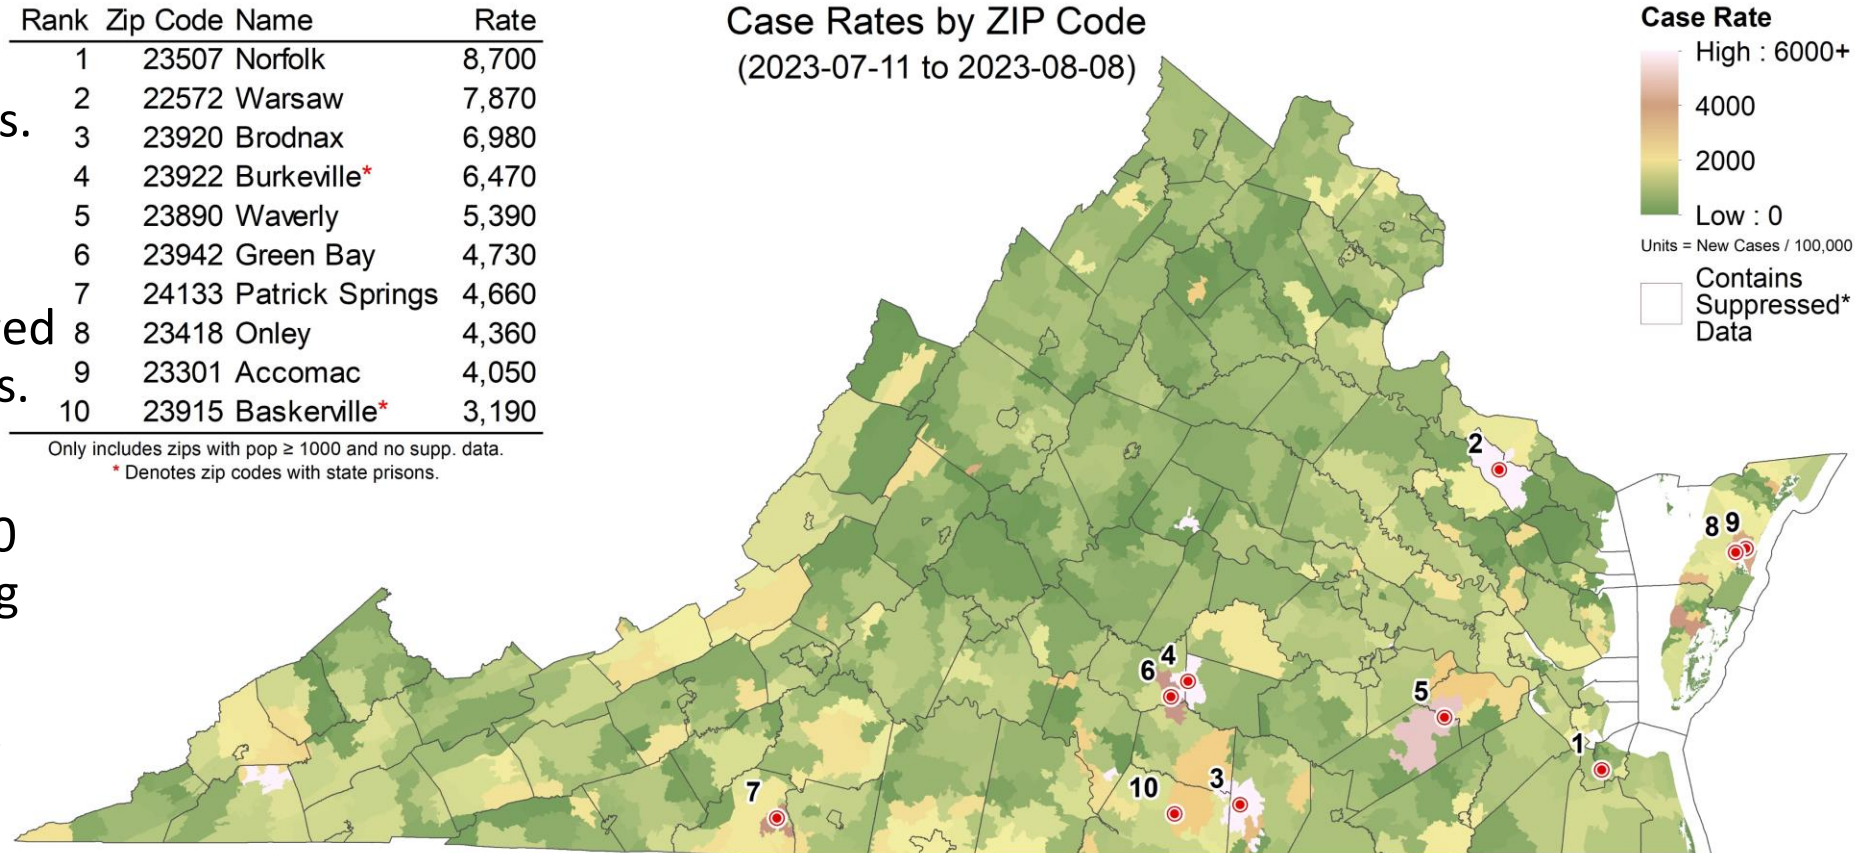 Rank Zip Code Name Rate
1 23507 Norfolk 8,700
2 22572 Warsaw 7,870
3 23920 Brodnax 6,980
4 23922 Burkeville* 6,470
5 23890 Waverly 5,390
6 23942 Green Bay 4,730
7 24133 Patrick Springs 4,660
8 23418 Onley 4,360
9 23301 Accomac 4,050
10 23915 Baskerville* 3,190
Only includes zips with pop ≥ 1000 and no supp. data.
* Denotes zip codes with state prisons.
s.
ed
s.
0
g
Case Rates by ZIP Code
(2023-07-11 to 2023-08-08)
Case Rate
High : 6000+
4000
2000
Low : 0
Units = New Cases / 100,000
Contains
Suppressed*
Data
2
8 9
4
6
5
1
7
10
3